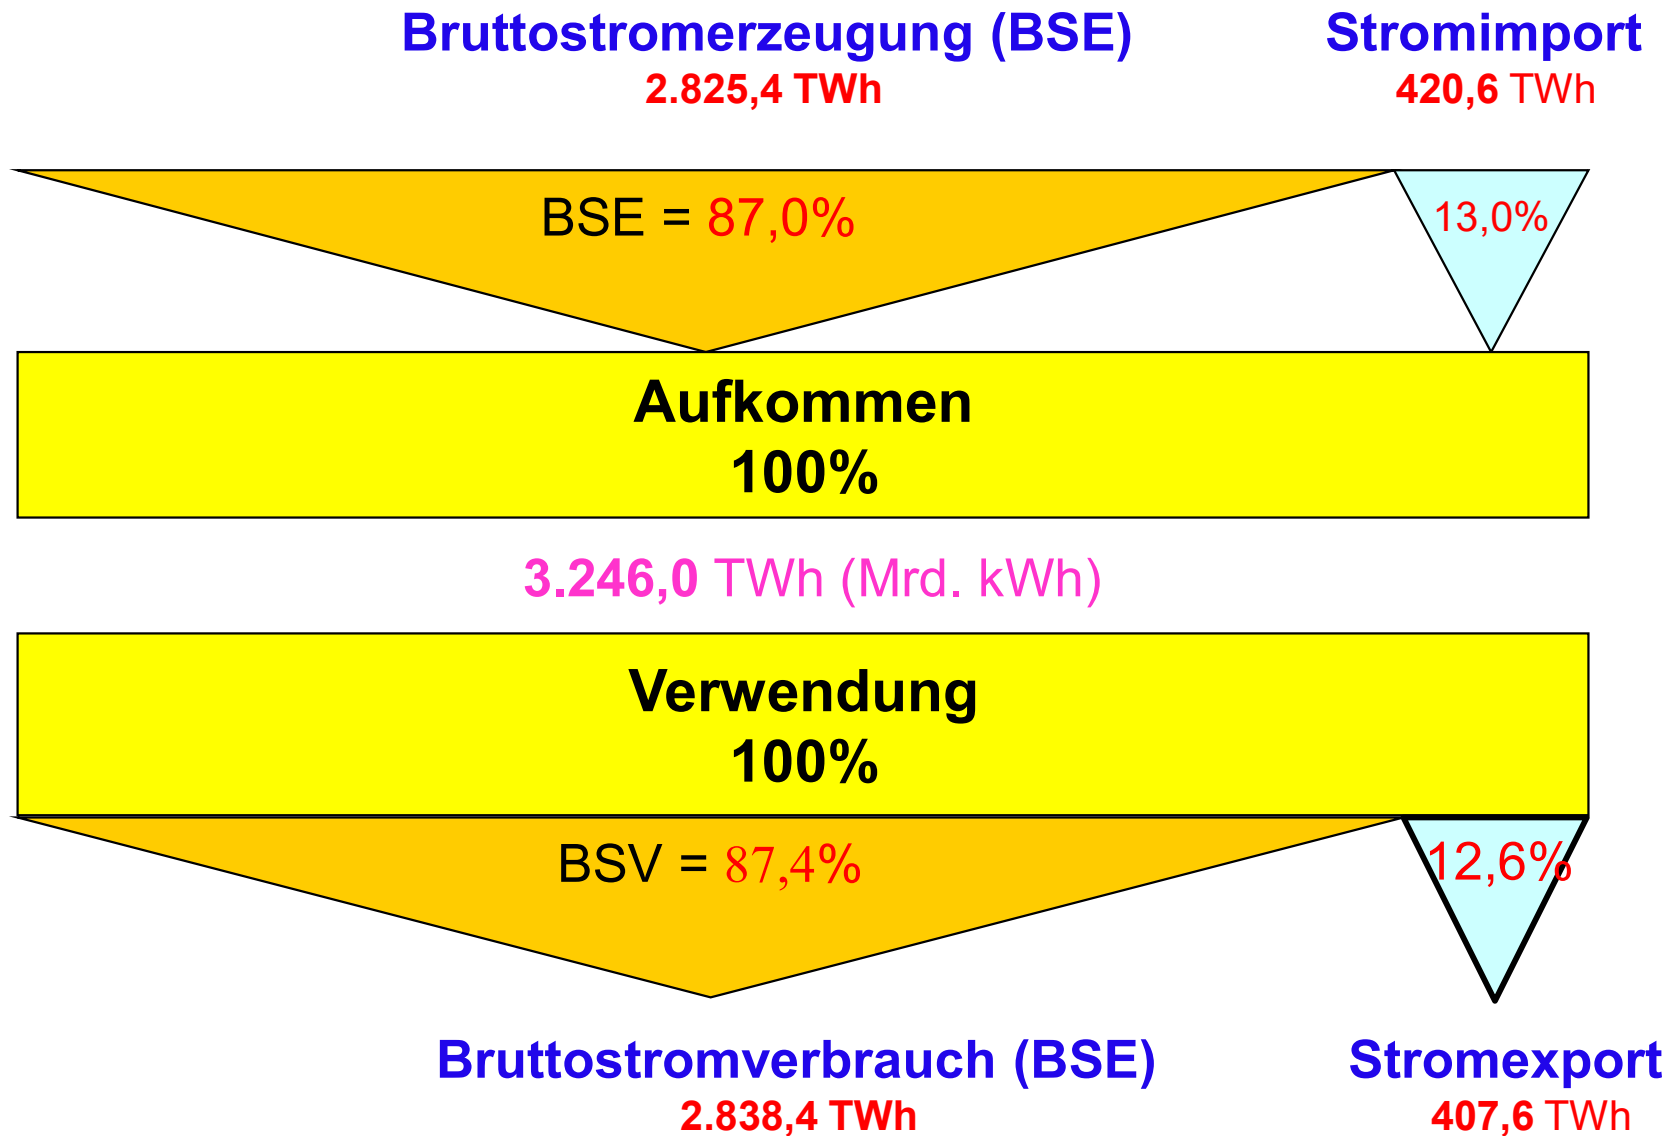 Bruttostromerzeugung (BSE)
Stromimport
2.825,4 TWh
420,6 TWh
BSE = 87,0%
13,0%
Aufkommen
100%
3.246,0 TWh (Mrd. kWh)
Verwendung
100%
BSV = 87,4%
12,6%
Bruttostromverbrauch (BSE)
Stromexport
2.838,4 TWh
407,6 TWh